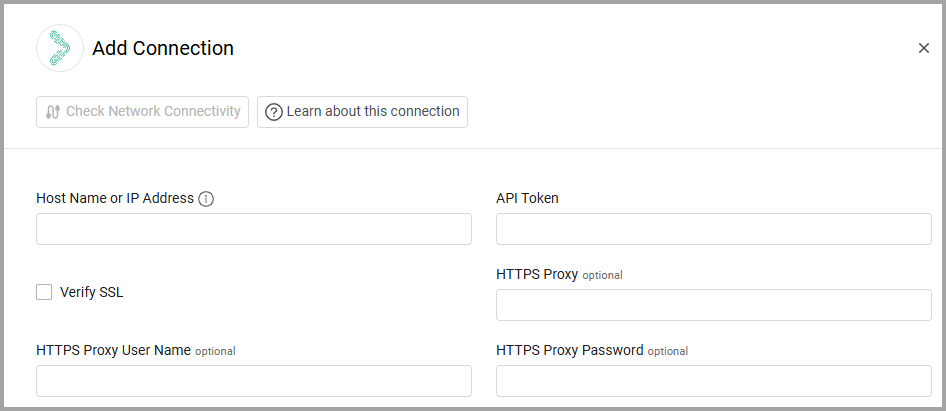 Add Connection
Check Network Connectivity
Learn about this connection
Host Name or IP Address
API Token
Verify SSL
HTTPS Proxy optional
HTTPS Proxy User Name optional
HTTPS Proxy Password optional